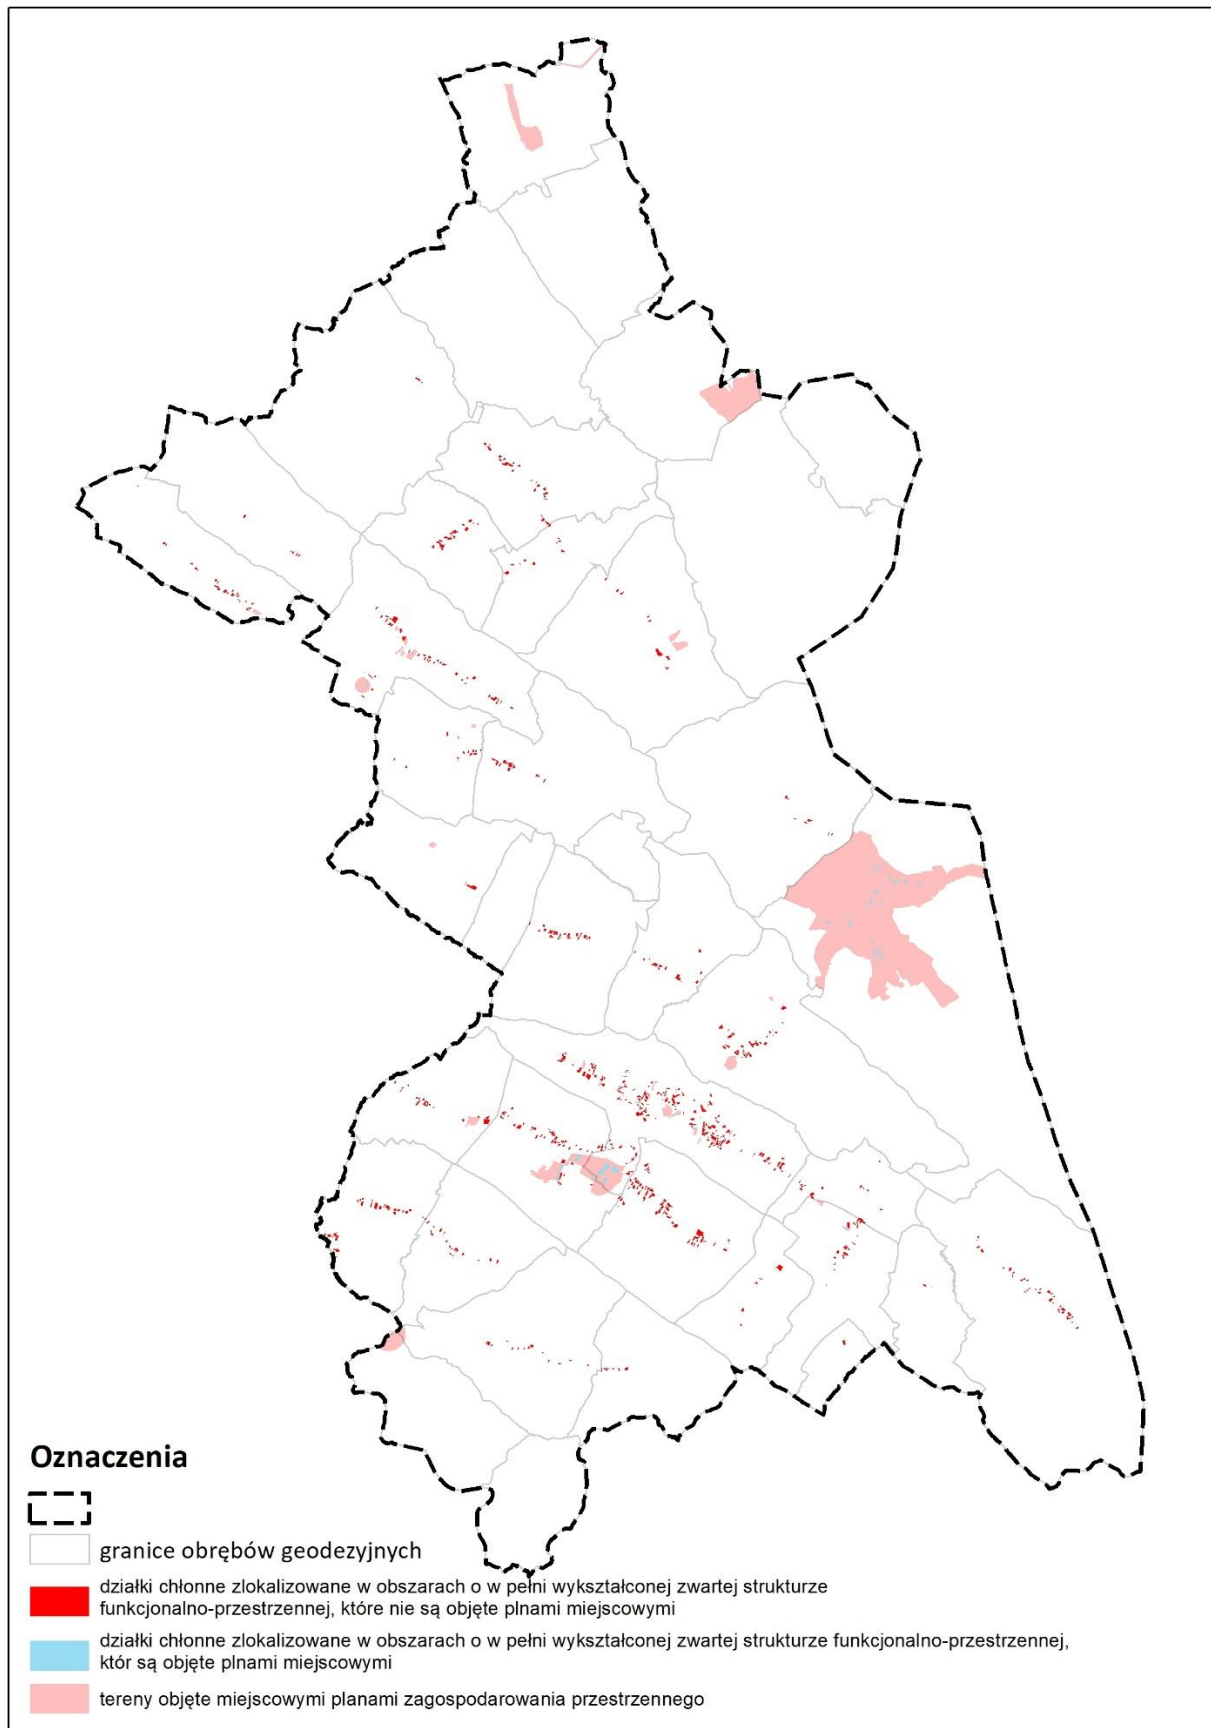 Oznaczenia
granice obrębów geodezyjnych
działki chłonne zlokalizowane w obszarach o w pełni wykształconej zwartej strukturze
funkcjonalno-przestrzennej, które nie są objęte plnami miejscowymi
działki chłonne zlokalizowane w obszarach o w pełni wykształconej zwartej strukturze funkcjonalno-przestrzennej,
któr są objęte plnami miejscowymi
tereny objęte miejscowymi planami zagospodarowania przestrzennego